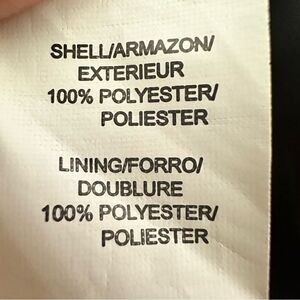 SHELL/ARMAZON/
EXTERIEUR
100% POLYESTER/
POLIESTER
LINING/FORRO/
DOUBLURE
100% POLYESTER/
POLIESTER